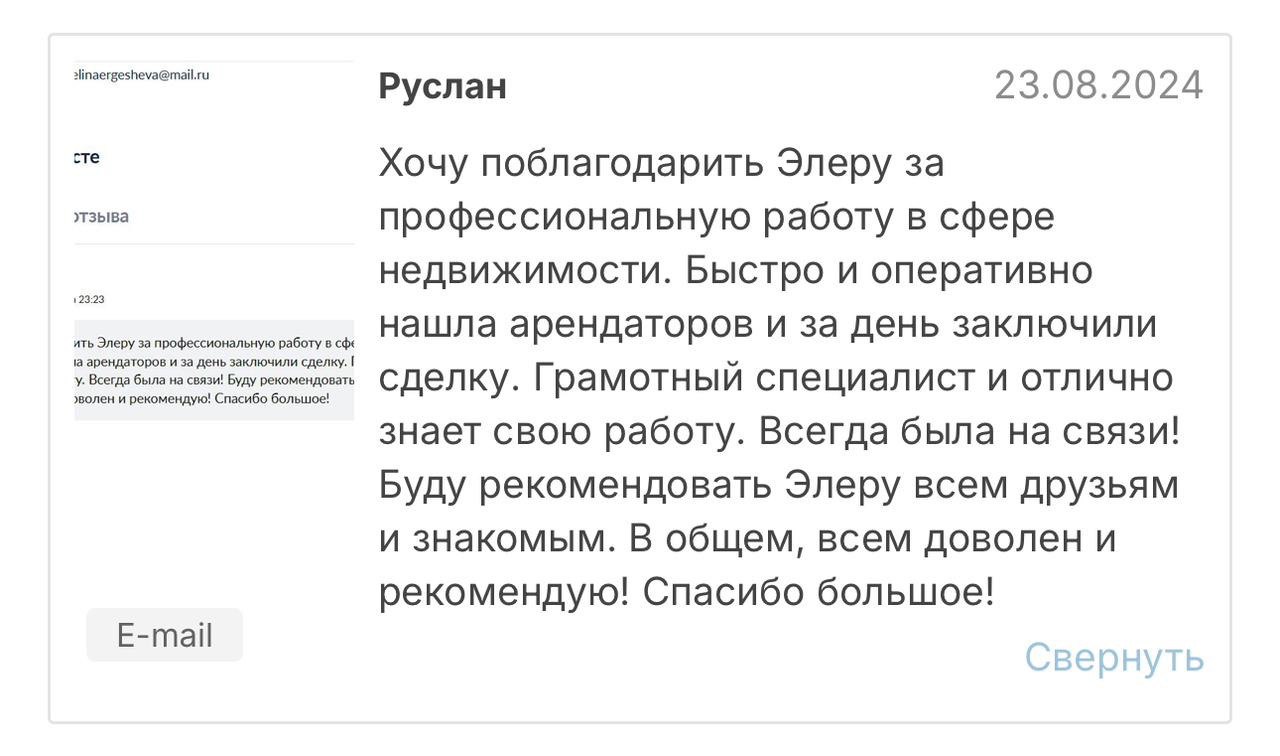 elinaergesheva@mail.ru
сте
отзыва
23:23
ить Элеру за профессиональную работу в сфе
ла арендаторов и за день заключили сделку. Г
у. Всегда была на связи! Буду рекомендовать
оволен и рекомендую! Спасибо большое!
E-mail
Руслан
23.08.2024
Хочу поблагодарить Элеру за
профессиональную работу в сфере
недвижимости. Быстро и оперативно
нашла арендаторов и за день заключили
сделку. Грамотный специалист и отлично
знает свою работу. Всегда была на связи!
Буду рекомендовать Элеру всем друзьям
и знакомым. В общем, всем доволен и
рекомендую! Спасибо большое!
Свернуть